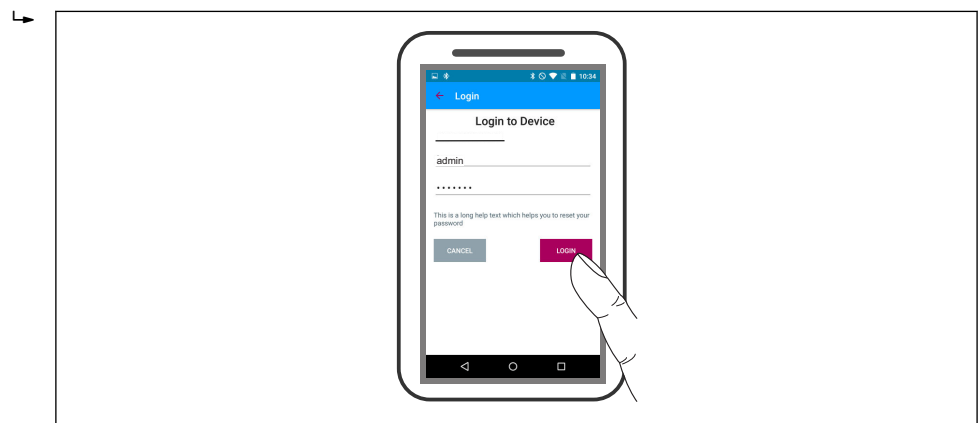 10:34
Login
Login to Device
admin
.......
This is a long help text which helps you to reset your
password
CANCEL
LOGIN